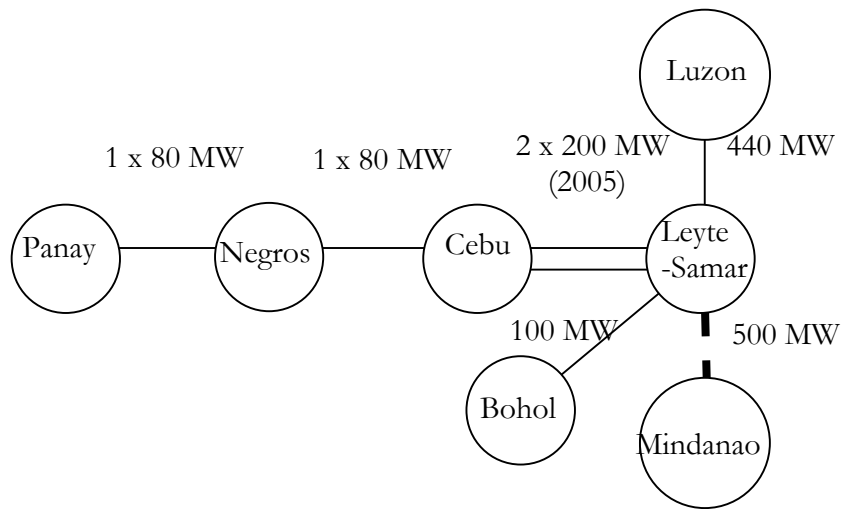 Luzon
1 x 80 MW
1 x 80 MW
2 x 200 MW
(2005)
440 MW
Panay
Negros
Cebu
Leyte
-Samar
100 MW
500 MW
Bohol
Mindanao